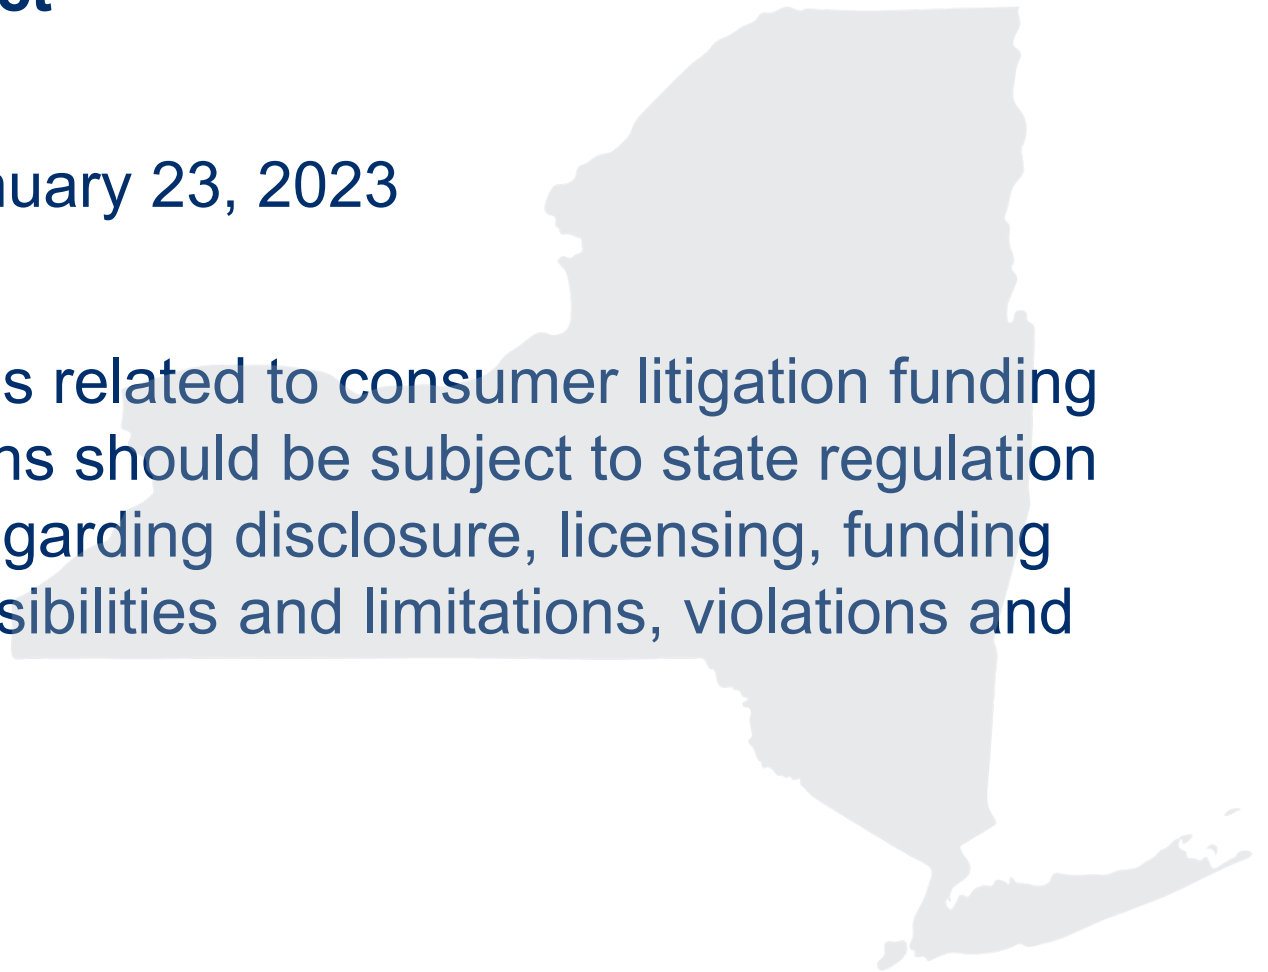 nuary 23, 2023
s related to consumer litigation funding
ns should be subject to state regulation
garding disclosure, licensing, funding
sibilities and limitations, violations and